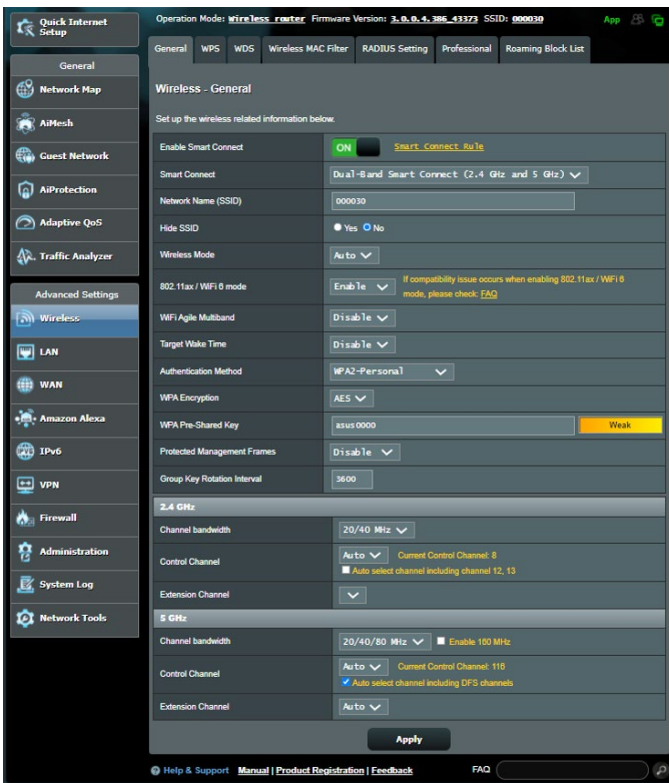 Quick Internet Setup
Operation Mode: Wireless router Firmware Version: 3.0.0.4.386_43373 SSID: 000030 App
General WPS WDS Wireless MAC Filter RADIUS Setting Professional Roaming Block List
General
Network Map
AiMesh
Guest Network
AiProtection
Adaptive QoS
Traffic Analyzer
Advanced Settings
Wireless
LAN
WAN
Amazon Alexa
IPv6
VPN
Firewall
Administration
System Log
Network Tools
Wireless - General
Set up the wireless related information below.
Enable Smart Connect ON Smart Connect Rule
Smart Connect Dual-Band Smart Connect (2.4 GHz and 5 GHz)
Network Name (SSID) 000030
Hide SSID Yes No
Wireless Mode Auto
802.11ax / WiFi 6 mode Enable If compatibility issue occurs when enabling 802.11ax / WiFi 6
mode, please check: FAQ
WiFi Agile Multiband Disable
Target Wake Time Disable
Authentication Method WPA2-Personal
WPA Encryption AES
WPA Pre-Shared Key asus0000 Weak
Protected Management Frames Disable
Group Key Rotation Interval 3600
2.4 GHz
Channel bandwidth 20/40 MHz
Control Channel Auto Current Control Channel: 8
Auto select channel including channel 12, 13
Extension Channel
5 GHz
Channel bandwidth 20/40/80 MHz Enable 160 MHz
Control Channel Auto Current Control Channel: 116
Auto select channel including DFS channels
Extension Channel Auto
Apply
Help & Support Manual | Product Registration | Feedback FAQ